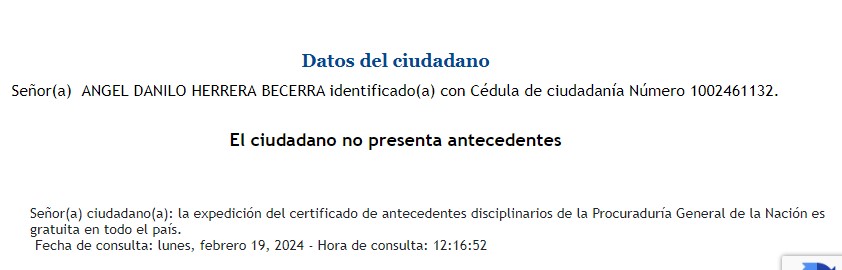 Datos del ciudadano
Señor(a) ANGEL DANILO HERRERA BECERRA identificado(a) con Cédula de ciudadanía Número 1002461132.
El ciudadano no presenta antecedentes
Señor(a) ciudadano(a): la expedición del certificado de antecedentes disciplinarios de la Procuraduría General de la Nación es
gratuita en todo el país.
Fecha de consulta: lunes, febrero 19, 2024 - Hora de consulta: 12:16:52